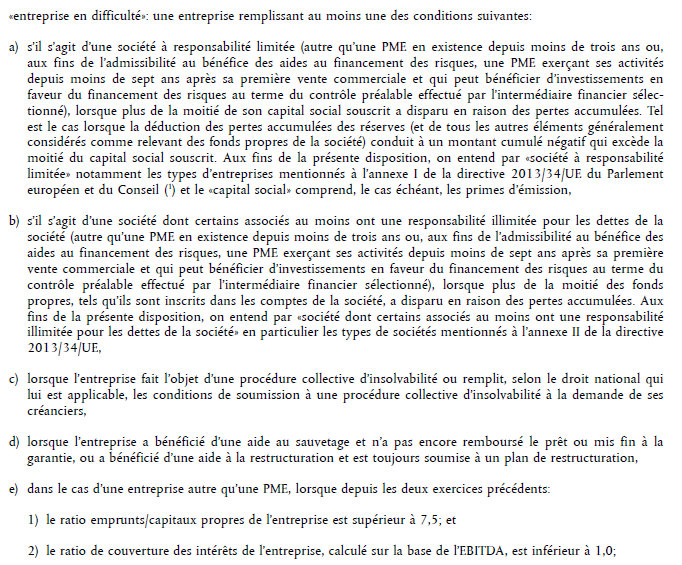 «entreprise en difficulté»: une entreprise remplissant au moins une des conditions suivantes:
a) s'il s'agit d'une société à responsabilité limitée (autre qu'une PME en existence depuis moins de trois ans ou,
aux fins de l'admissibilité au bénéfice des aides au financement des risques, une PME exerçant ses activités
depuis moins de sept ans après sa première vente commerciale et qui peut bénéficier d'investissements en
faveur du financement des risques au terme du contrôle préalable effectué par l'intermédiaire financier sélec-
tionné), lorsque plus de la moitié de son capital social souscrit a disparu en raison des pertes accumulées. Tel
est le cas lorsque la déduction des pertes accumulées des réserves (et de tous les autres éléments généralement
considérés comme relevant des fonds propres de la société) conduit à un montant cumulé négatif qui excède la
moitié du capital social souscrit. Aux fins de la présente disposition, on entend par «société à responsabilité
limitée» notamment les types d'entreprises mentionnés à l'annexe I de la directive 2013/34/UE du Parlement
européen et du Conseil (¹) et le «capital social» comprend, le cas échéant, les primes d'émission,
b) s'il s'agit d'une société dont certains associés au moins ont une responsabilité illimitée pour les dettes de la
société (autre qu'une PME en existence depuis moins de trois ans ou, aux fins de l'admissibilité au bénéfice des
aides au financement des risques, une PME exerçant ses activités depuis moins de sept ans après sa première
vente commerciale et qui peut bénéficier d'investissements en faveur du financement des risques au terme du
contrôle préalable effectué par l'intermédiaire financier sélectionné), lorsque plus de la moitié des fonds
propres, tels qu'ils sont inscrits dans les comptes de la société, a disparu en raison des pertes accumulées. Aux
fins de la présente disposition, on entend par «société dont certains associés au moins ont une responsabilité
illimitée pour les dettes de la société» en particulier les types de sociétés mentionnés à l'annexe II de la directive
2013/34/UE,
c) lorsque l'entreprise fait l'objet d'une procédure collective d'insolvabilité ou remplit, selon le droit national qui
lui est applicable, les conditions de soumission à une procédure collective d'insolvabilité à la demande de ses
créanciers,
d) lorsque l'entreprise a bénéficié d'une aide au sauvetage et n'a pas encore remboursé le prêt ou mis fin à la
garantie, ou a bénéficié d'une aide à la restructuration et est toujours soumise à un plan de restructuration,
e) dans le cas d'une entreprise autre qu'une PME, lorsque depuis les deux exercices précédents:
1) le ratio emprunts/capitaux propres de l'entreprise est supérieur à 7,5; et
2) le ratio de couverture des intérêts de l'entreprise, calculé sur la base de l'EBITDA, est inférieur à 1,0;